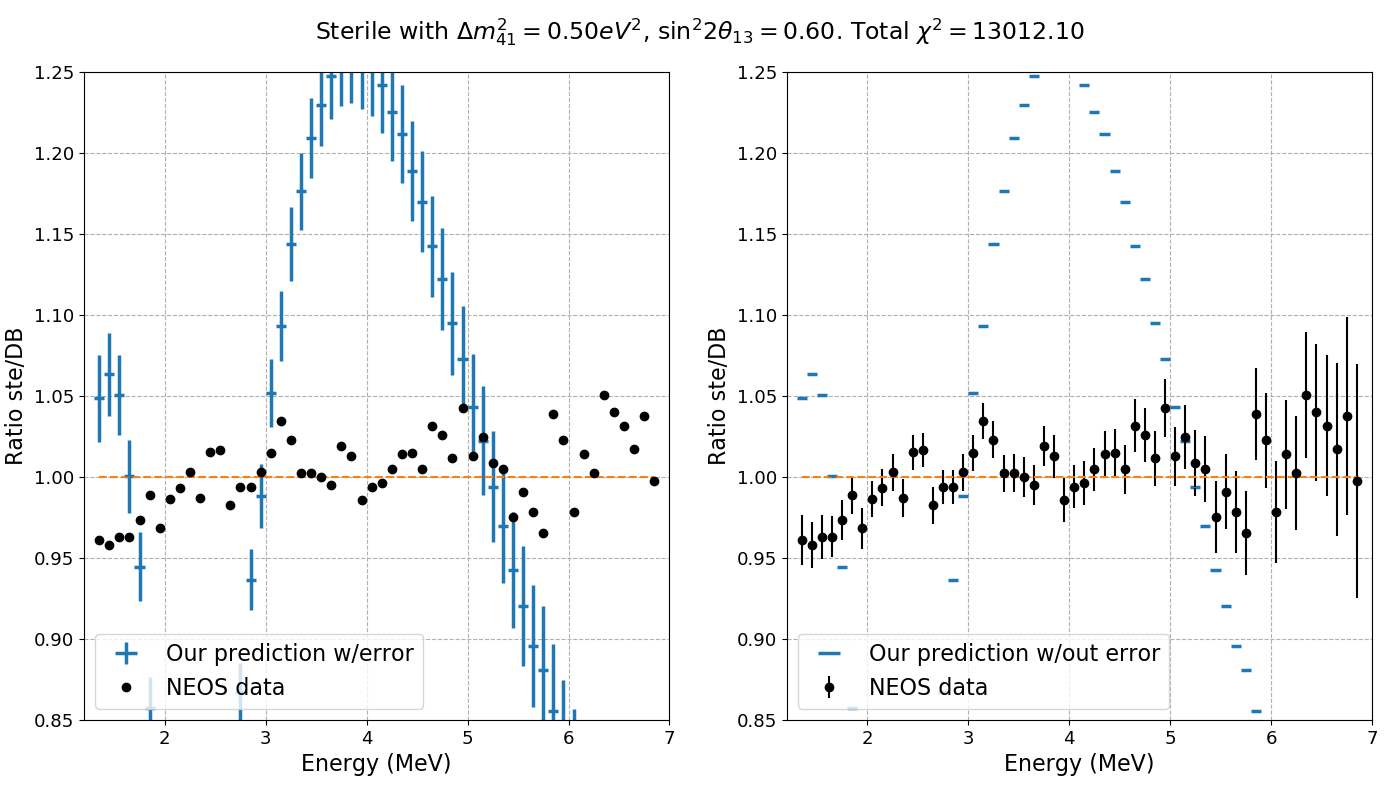 Sterile with Δm²₄₁ = 0.50eV², sin²2θ₁₃ = 0.60. Total χ² = 13012.10
Ratio ste/DB
1.25
1.20
1.15
1.10
1.05
1.00
0.95
0.90
0.85
Our prediction w/error
NEOS data
2 3 4 5 6 7
Energy (MeV)
Ratio ste/DB
1.25
1.20
1.15
1.10
1.05
1.00
0.95
0.90
0.85
Our prediction w/out error
NEOS data
2 3 4 5 6 7
Energy (MeV)